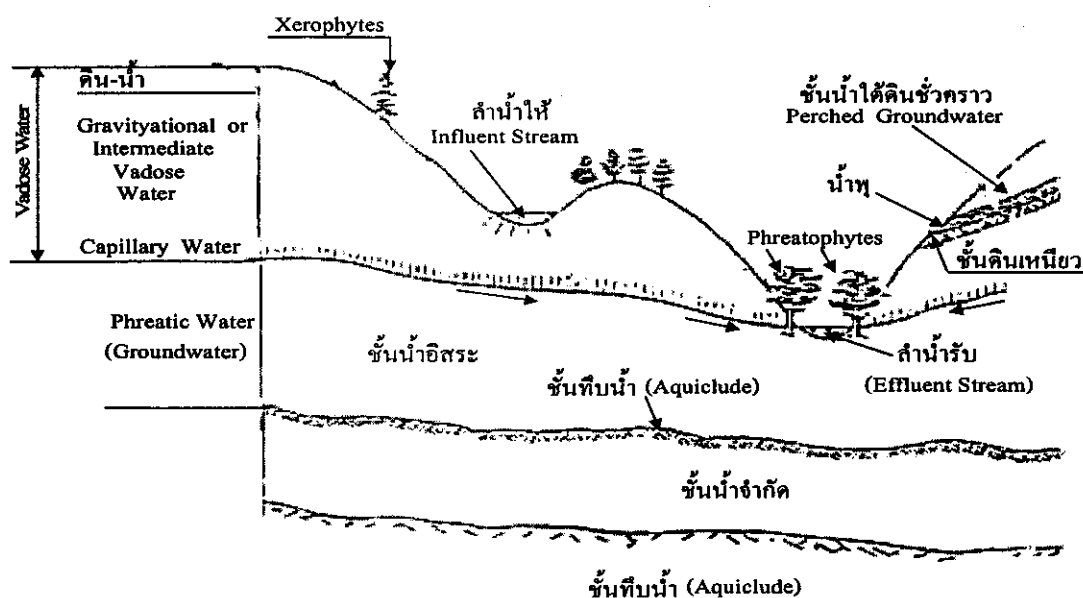 Xerophytes
ดิน-น้ำ
Vadose Water
Gravityational or
Intermediate
Vadose
Water
ลำน้ำให้
Influent Stream
ชั้นน้ำใต้ดินชั่วคราว
Perched Groundwater
น้ำพุ
Capillary Water
Phreatophytes
ชั้นดินเหนียว
Phreatic Water
(Groundwater)
ชั้นน้ำอิสระ
ลำน้ำรับ
(Effluent Stream)
ชั้นทึบน้ำ (Aquiclude)
ชั้นน้ำจำกัด
ชั้นทึบน้ำ (Aquiclude)